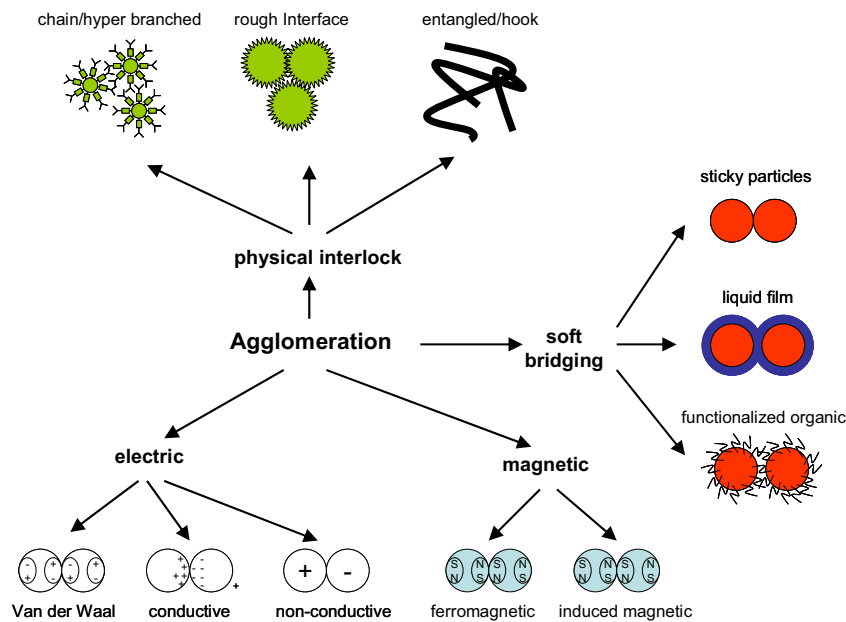 chain/hyper branched
rough Interface
entangled/hook
sticky particles
physical interlock
liquid film
Agglomeration
soft
bridging
functionalized organic
electric
magnetic
- + + -
+ - - +
+ - + - + + - - +
+ -
S N N S
N S S N
S N N S
N S S N
Van der Waal
conductive
non-conductive
ferromagnetic
induced magnetic